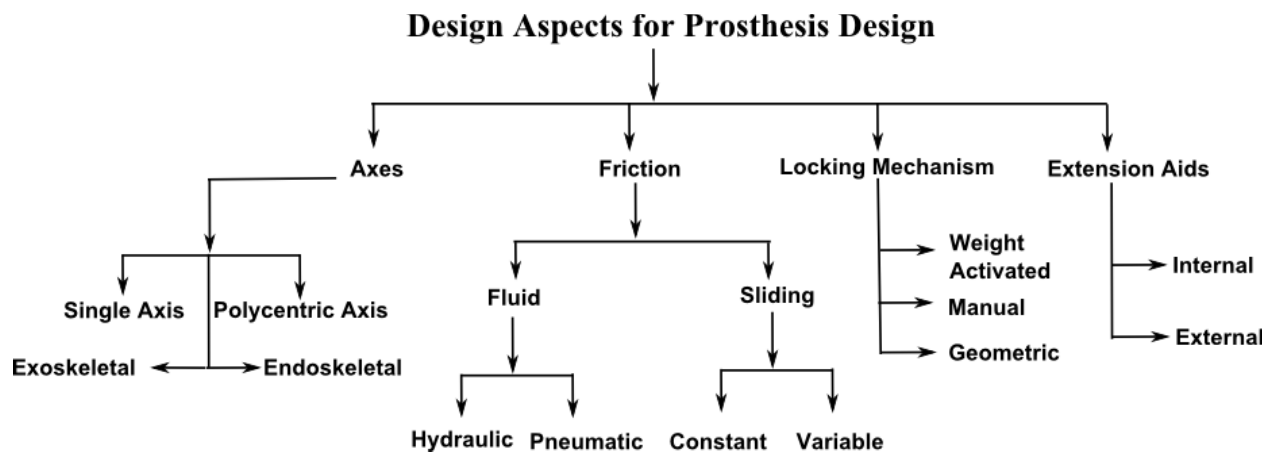 Design Aspects for Prosthesis Design
Axes
Friction
Locking Mechanism
Extension Aids
Single Axis
Polycentric Axis
Exoskeletal
Endoskeletal
Fluid
Sliding
Hydraulic
Pneumatic
Constant
Variable
Weight
Activated
Manual
Geometric
Internal
External